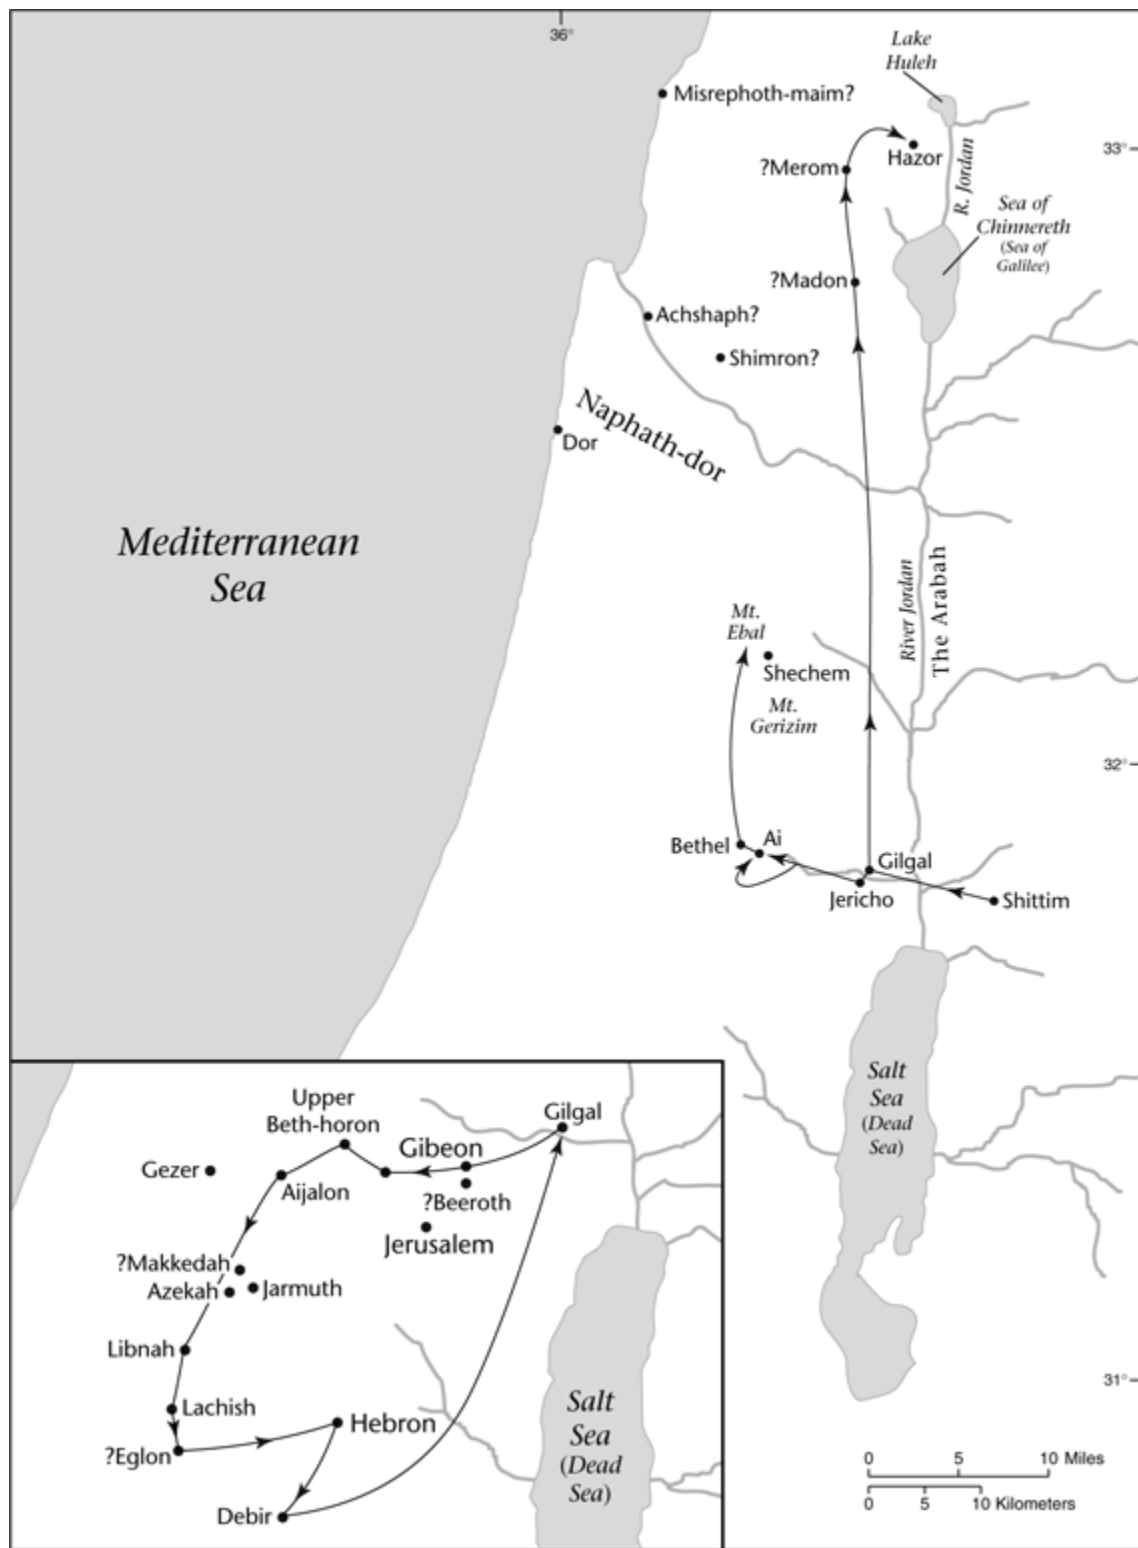 36°
Lake
Huleh
Misrephoth-maim?
33°
Hazor
?Merom
R. Jordan
Sea of
Chinnereth
(Sea of
Galilee)
?Madon
Achshaph?
Shimron?
Naphath-dor
Dor
Mediterranean
Sea
River Jordan
The Arabah
Mt.
Ebal
Shechem
Mt.
Gerizim
32°
Bethel
Ai
Gilgal
Jericho
Shittim
Salt
Sea
(Dead
Sea)
31°
0 5 10 Miles
0 5 10 Kilometers
Upper
Beth-horon
Gilgal
Gibeon
Gezer
Aijalon
?Beeroth
Jerusalem
?Makkedah
Azekah
Jarmuth
Libnah
Lachish
Hebron
?Eglon
Debir
Salt
Sea
(Dead
Sea)